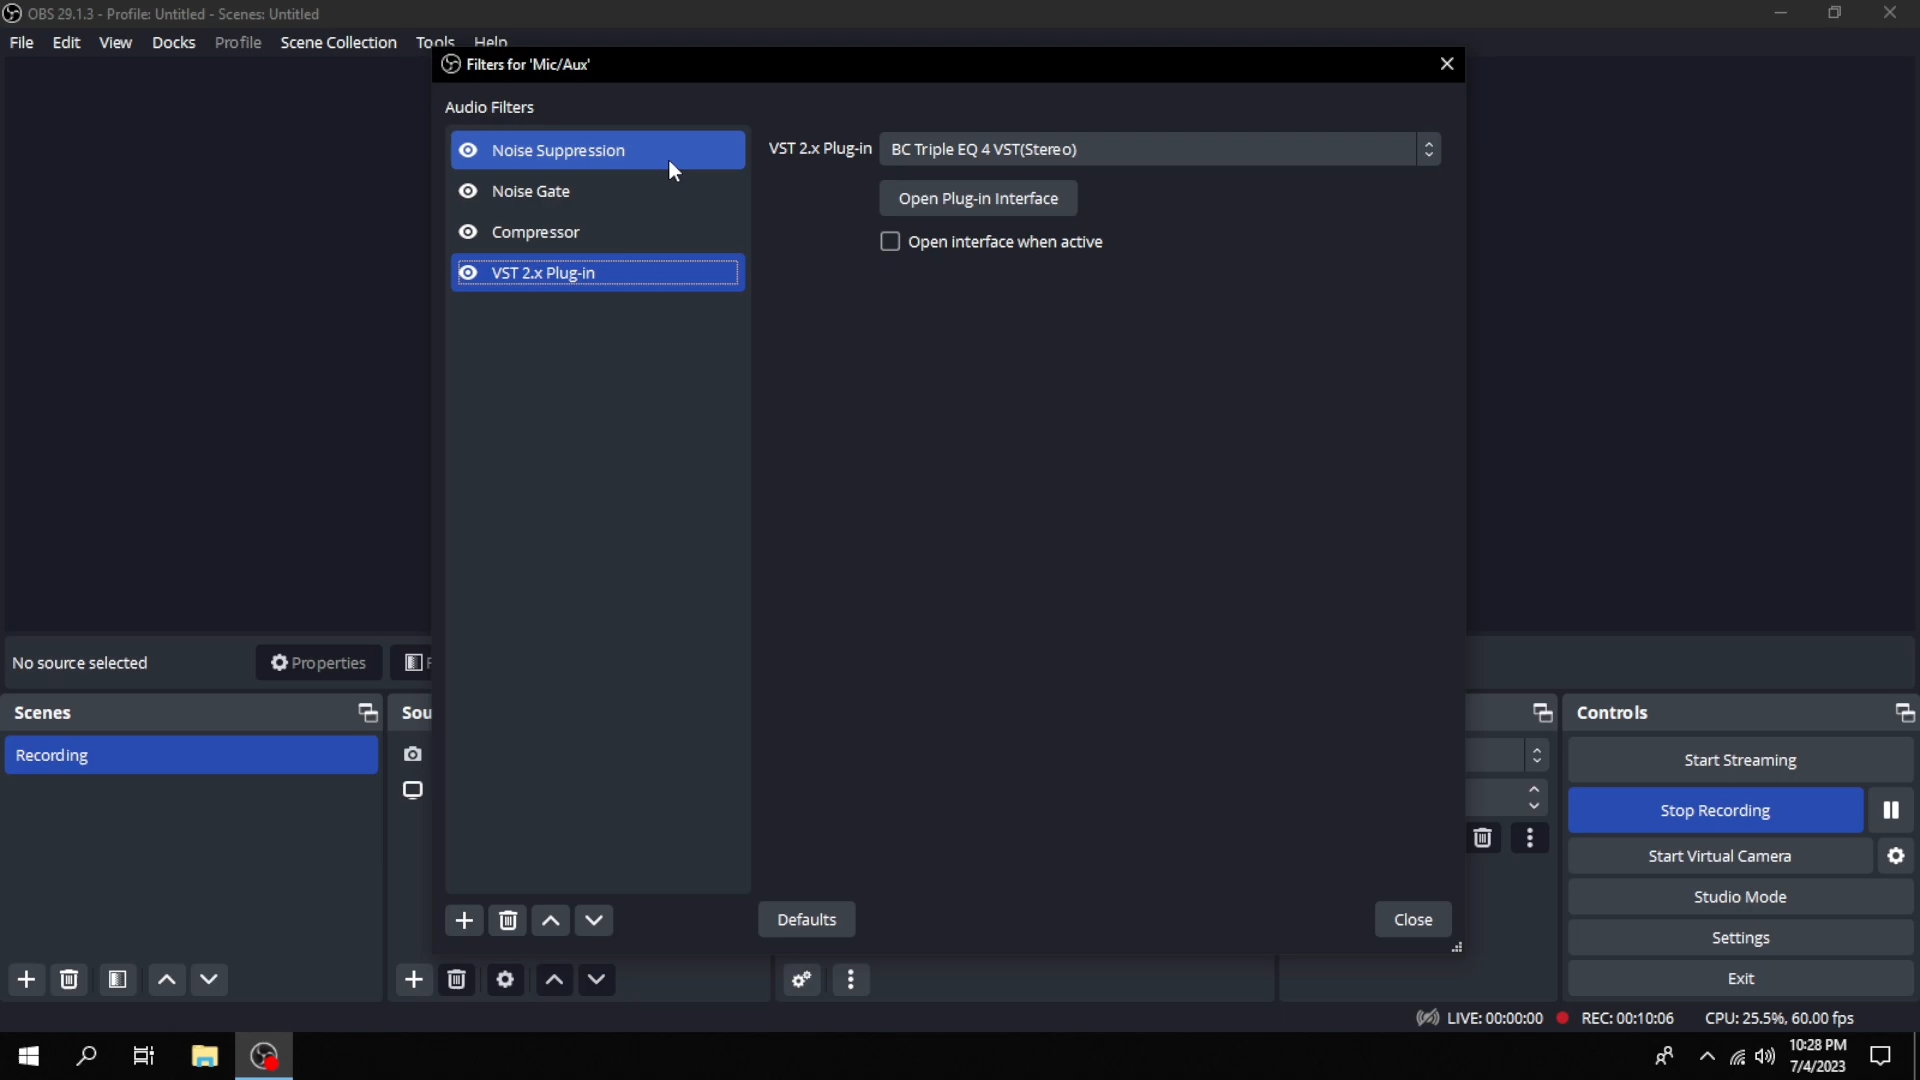 OBS 29.1.3 - Profile: Untitled - Scenes: Untitled
File Edit View Docks Profile Scene Collection Tools Help
Filters for 'Mic/Aux'
Audio Filters
Noise Suppression
Noise Gate
Compressor
VST 2.x Plug-in
VST 2.x Plug-in BC Triple EQ 4 VST(Stereo)
Open Plug-in Interface
Open interface when active
Defaults
Close
No source selected
Properties
F
Scenes
Sou
Recording
Controls
Start Streaming
Stop Recording
Start Virtual Camera
Studio Mode
Settings
Exit
LIVE: 00:00:00 REC: 00:10:06 CPU: 25.5%, 60.00 fps
10:28 PM
7/4/2023